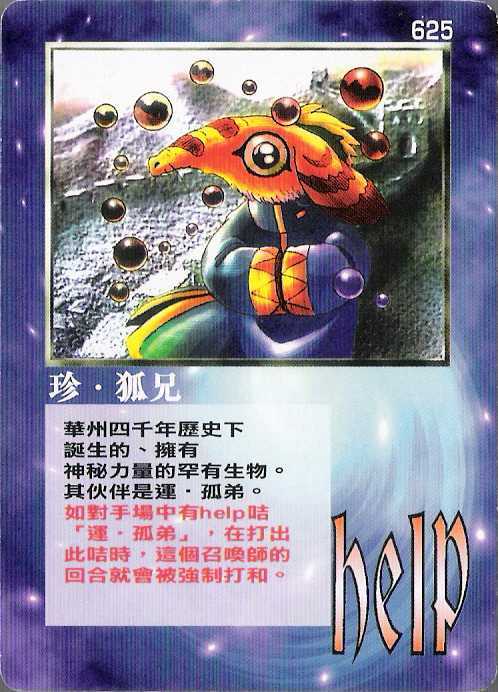 625
珍・狐兄
華州四千年歷史下
誕生的、擁有
神秘力量的罕有生物。
其伙伴是運・孤弟。
如對手場中有help咭
「運・孤弟」，在打出
此咭時，這個召喚師的
回合就會被強制打和。
help